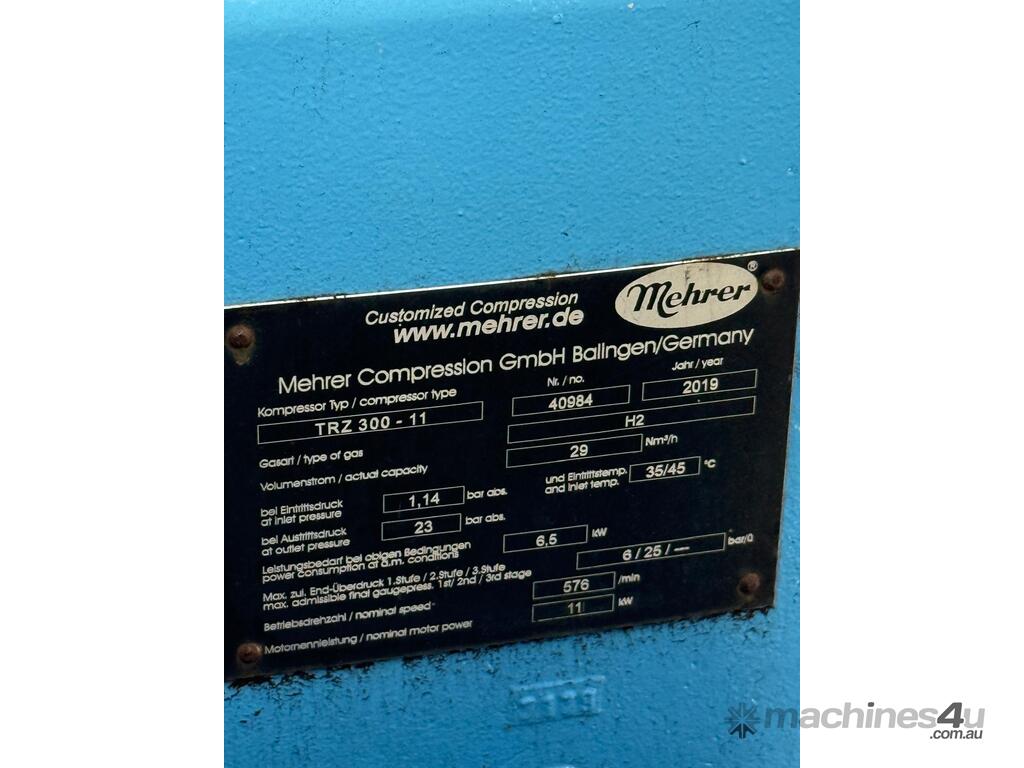 Customized Compression
www.mehrer.de
Mehrer®
Mehrer Compression GmbH Balingen/Germany
Kompressor Typ / compressor type
Nr. / no.
Jahr / year
TRZ 300 - 11
40984
2019
Gasart / type of gas
H2
Volumenstrom / actual capacity
29 Nm³/h
bei Eintrittsdruck
at inlet pressure
1,14 bar abs.
und Eintrittstemp.
and inlet temp.
35/45 °C
bei Austrittsdruck
at outlet pressure
23 bar abs.
Leistungsbedarf bei obigen Bedingungen
power consumption at a.m. conditions
6.5 kW
Max. zul. End-Überdruck 1.Stufe / 2.Stufe / 3.Stufe
max. admissible final gaugepress. 1st/ 2nd / 3rd stage
6 / 25 / --- bar/ü
Betriebsdrehzahl / nominal speed
576 /min
Motornennleistung / nominal motor power
11 kW
machines4u
.com.au